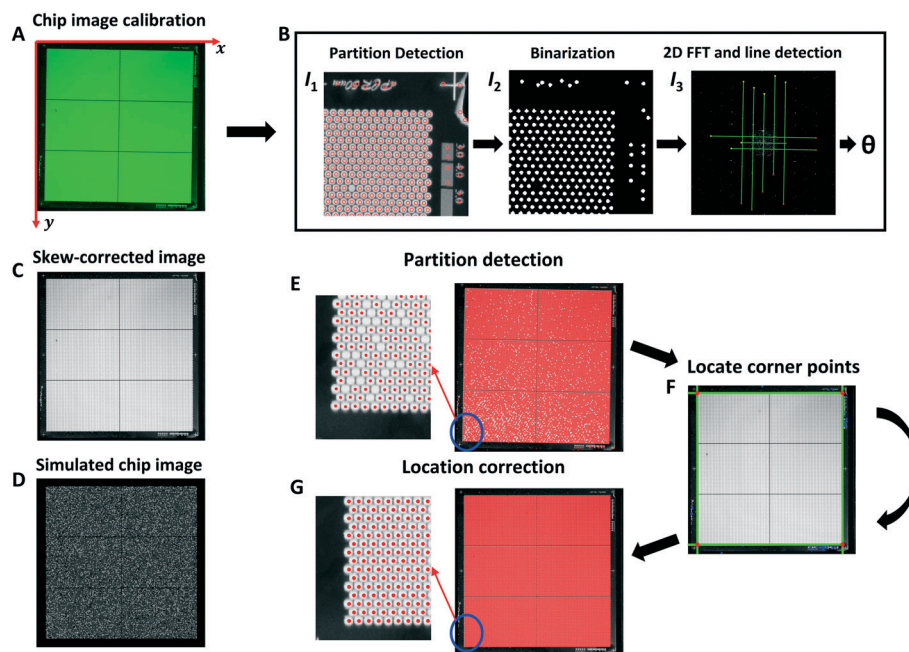 Chip image calibration
A
x
y
B
Partition Detection
Binarization
2D FFT and line detection
I1
I2
I3
θ
Skew-corrected image
C
Simulated chip image
D
Partition detection
E
Locate corner points
F
Location correction
G